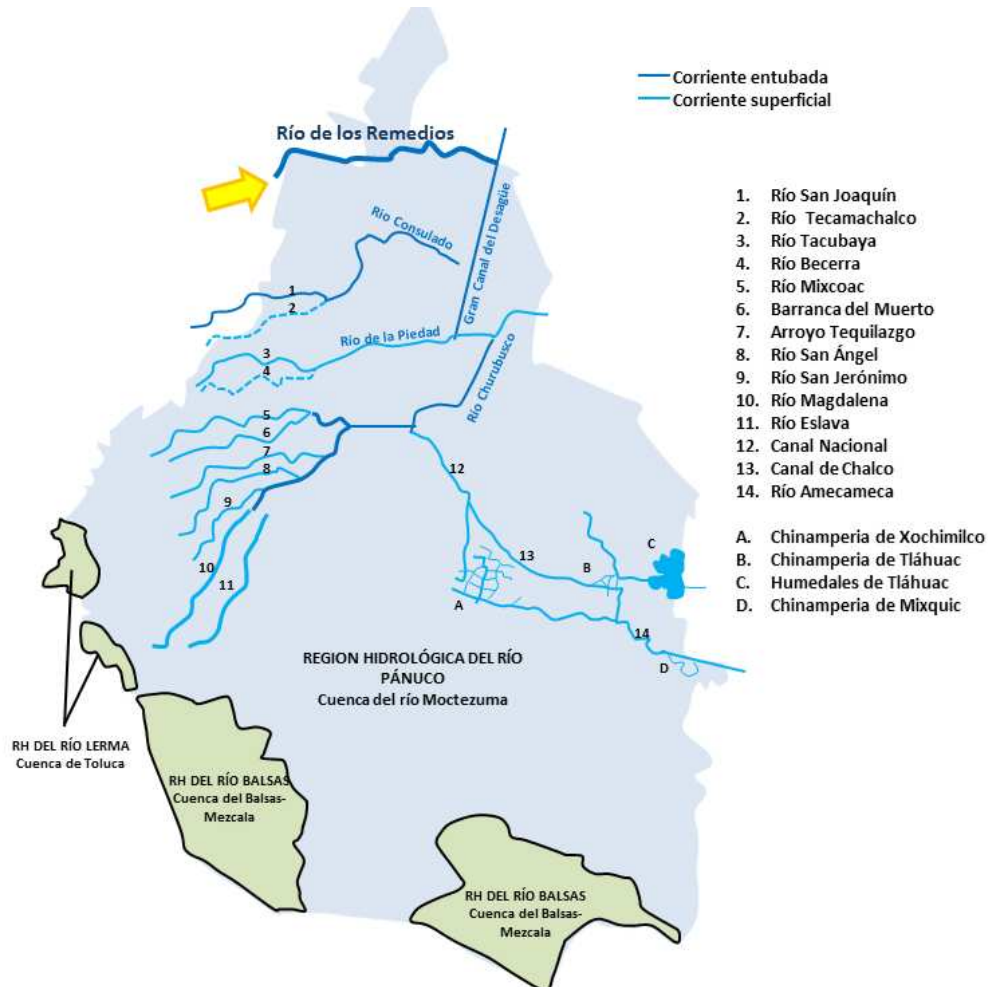 Corriente entubada
Corriente superficial
Río de los Remedios
Rio Consulado
Gran Canal del Desagüe
Rio de la Piedad
Río Churubusco
1
2
3
4
5
6
7
8
9
10
11
12
13
14
A
B
C
D
1. Río San Joaquín
2. Río Tecamachalco
3. Río Tacubaya
4. Río Becerra
5. Río Mixcoac
6. Barranca del Muerto
7. Arroyo Tequilazgo
8. Río San Ángel
9. Río San Jerónimo
10. Río Magdalena
11. Río Eslava
12. Canal Nacional
13. Canal de Chalco
14. Río Amecameca
A. Chinamperia de Xochimilco
B. Chinamperia de Tláhuac
C. Humedales de Tláhuac
D. Chinamperia de Mixquic
REGION HIDROLÓGICA DEL RÍO
PÁNUCO
Cuenca del río Moctezuma
RH DEL RÍO LERMA
Cuenca de Toluca
RH DEL RÍO BALSAS
Cuenca del Balsas-
Mezcala
RH DEL RÍO BALSAS
Cuenca del Balsas-
Mezcala